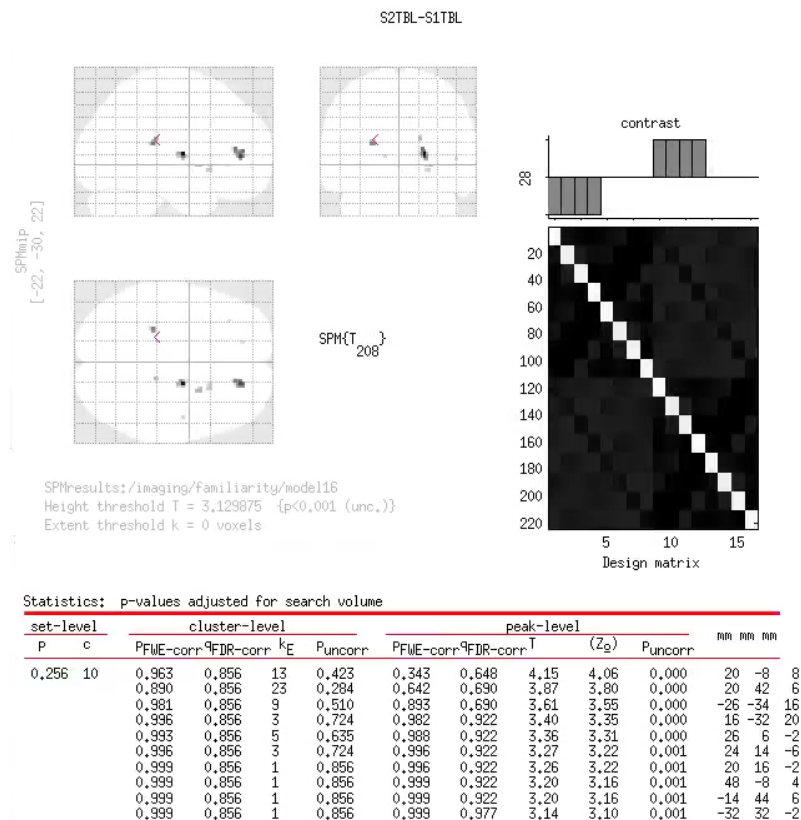 S2TBL-S1TBL
contrast
28
SPMmip
[-22, -30, 22]
SPM{T208}
20
40
60
80
100
120
140
160
180
200
220
5 10 15
Design matrix
SPMresults:/imaging/familiarity/model16
Height threshold T = 3.129875 {p<0.001 (unc.)}
Extent threshold k = 0 voxels
Statistics: p-values adjusted for search volume
set-level cluster-level peak-level mm mm mm
p c PFWE-corr qFDR-corr kE Puncorr PFWE-corr qFDR-corr T (Zº) Puncorr
0.256 10 0.963 0.856 13 0.423 0.343 0.648 4.15 4.06 0.000 20 -8 8
0.890 0.856 23 0.284 0.642 0.690 3.87 3.80 0.000 20 42 6
0.981 0.856 9 0.510 0.893 0.690 3.61 3.55 0.000 -26 -34 16
0.996 0.856 3 0.724 0.982 0.922 3.40 3.35 0.000 16 -32 20
0.993 0.856 5 0.635 0.988 0.922 3.36 3.31 0.000 26 6 -2
0.996 0.856 3 0.724 0.996 0.922 3.27 3.22 0.001 24 14 -6
0.999 0.856 1 0.856 0.996 0.922 3.26 3.22 0.001 20 16 -2
0.999 0.856 1 0.856 0.999 0.922 3.20 3.16 0.001 48 -8 4
0.999 0.856 1 0.856 0.999 0.922 3.20 3.16 0.001 -14 44 6
0.999 0.856 1 0.856 0.999 0.977 3.14 3.10 0.001 -32 32 -2